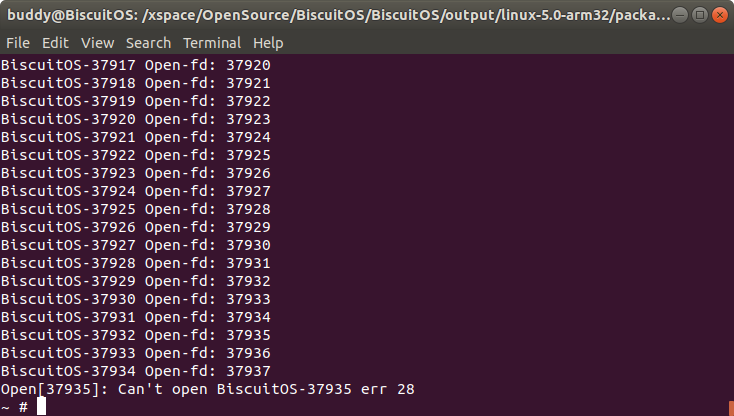 buddy@BiscuitOS: /xspace/OpenSource/BiscuitOS/BiscuitOS/output/linux-5.0-arm32/packa...
File Edit View Search Terminal Help
BiscuitOS-37917 Open-fd: 37920
BiscuitOS-37918 Open-fd: 37921
BiscuitOS-37919 Open-fd: 37922
BiscuitOS-37920 Open-fd: 37923
BiscuitOS-37921 Open-fd: 37924
BiscuitOS-37922 Open-fd: 37925
BiscuitOS-37923 Open-fd: 37926
BiscuitOS-37924 Open-fd: 37927
BiscuitOS-37925 Open-fd: 37928
BiscuitOS-37926 Open-fd: 37929
BiscuitOS-37927 Open-fd: 37930
BiscuitOS-37928 Open-fd: 37931
BiscuitOS-37929 Open-fd: 37932
BiscuitOS-37930 Open-fd: 37933
BiscuitOS-37931 Open-fd: 37934
BiscuitOS-37932 Open-fd: 37935
BiscuitOS-37933 Open-fd: 37936
BiscuitOS-37934 Open-fd: 37937
Open[37935]: Can't open BiscuitOS-37935 err 28
~ #